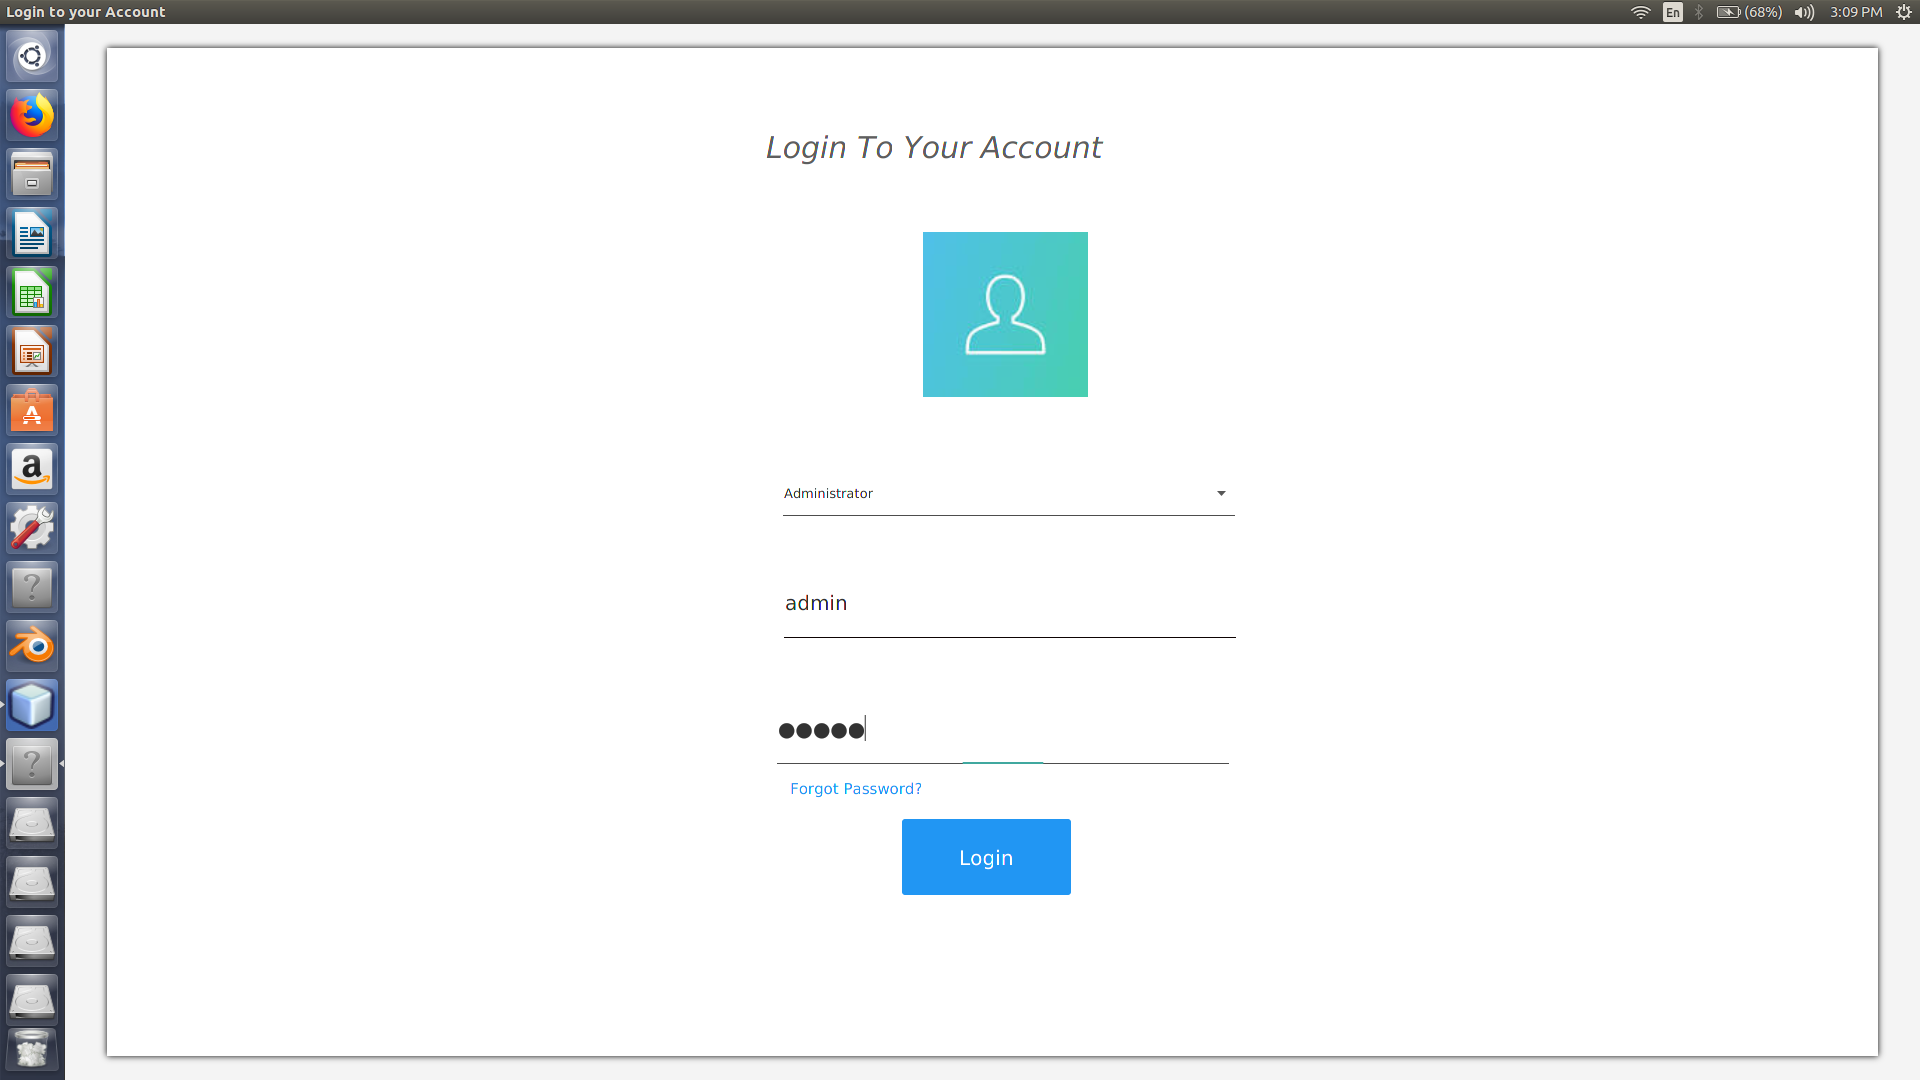 Login to your Account
En
(68%)
3:09 PM
Login To Your Account
Administrator
admin
●●●●●
Forgot Password?
Login